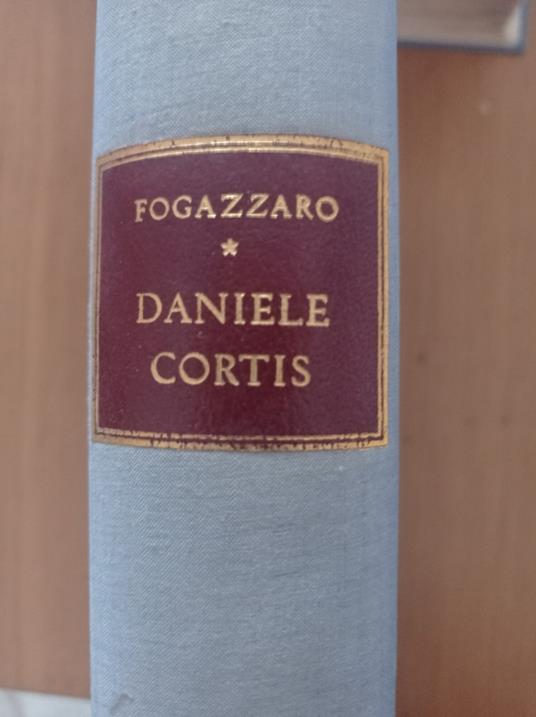 FOGAZZARO
*
DANIELE
CORTIS